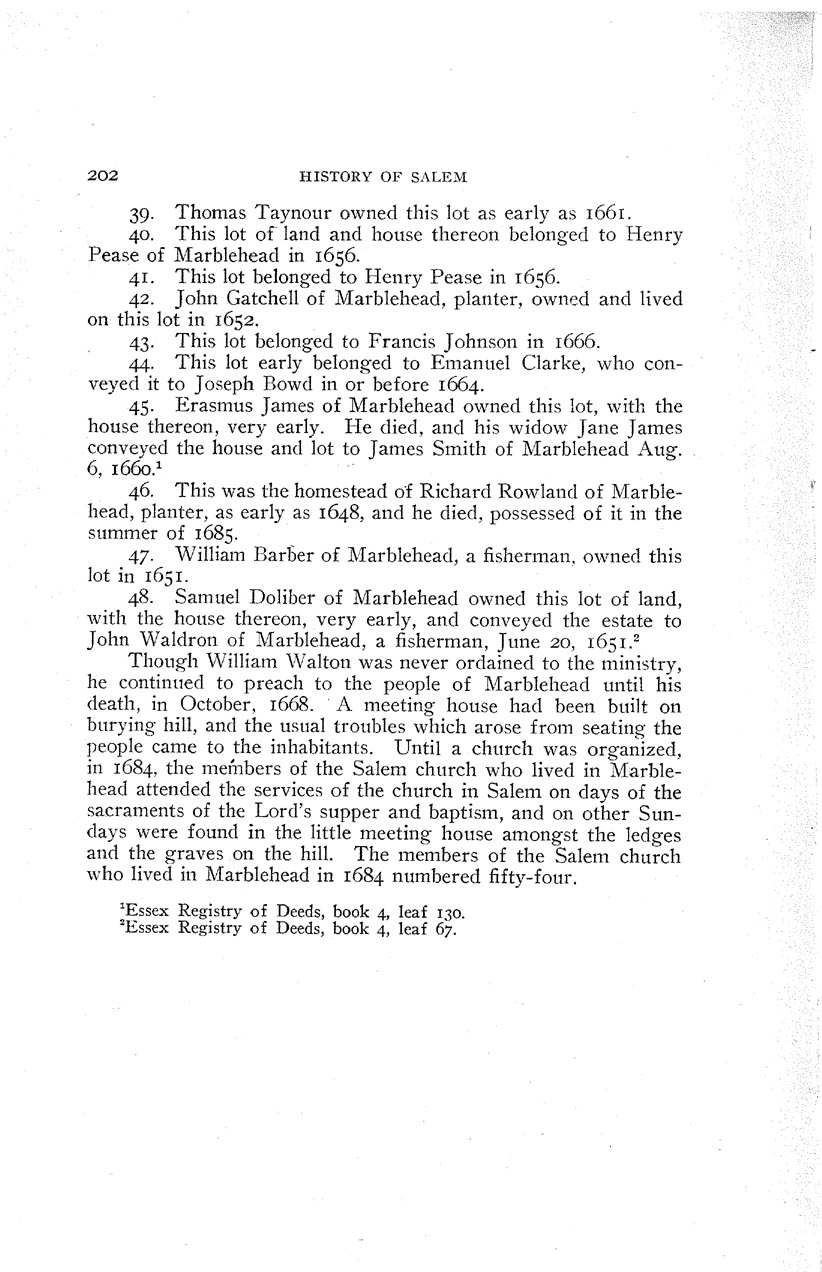 202 HISTORY OF SALEM
39. Thomas Taynour owned this lot as early as 1661.
40. This lot of land and house thereon belonged to Henry
Pease of Marblehead in 1656.
41. This lot belonged to Henry Pease in 1656.
42. John Gatchell of Marblehead, planter, owned and lived
on this lot in 1652.
43. This lot belonged to Francis Johnson in 1666.
44. This lot early belonged to Emanuel Clarke, who con-
veyed it to Joseph Bowd in or before 1664.
45. Erasmus James of Marblehead owned this lot, with the
house thereon, very early. He died, and his widow Jane James
conveyed the house and lot to James Smith of Marblehead Aug.
6, 1660.¹
46. This was the homestead of Richard Rowland of Marble-
head, planter, as early as 1648, and he died, possessed of it in the
summer of 1685.
47. William Barber of Marblehead, a fisherman, owned this
lot in 1651.
48. Samuel Doliber of Marblehead owned this lot of land,
with the house thereon, very early, and conveyed the estate to
John Waldron of Marblehead, a fisherman, June 20, 1651.²
Though William Walton was never ordained to the ministry,
he continued to preach to the people of Marblehead until his
death, in October, 1668. A meeting house had been built on
burying hill, and the usual troubles which arose from seating the
people came to the inhabitants. Until a church was organized,
in 1684, the members of the Salem church who lived in Marble-
head attended the services of the church in Salem on days of the
sacraments of the Lord's supper and baptism, and on other Sun-
days were found in the little meeting house amongst the ledges
and the graves on the hill. The members of the Salem church
who lived in Marblehead in 1684 numbered fifty-four.
¹Essex Registry of Deeds, book 4, leaf 130.
²Essex Registry of Deeds, book 4, leaf 67.